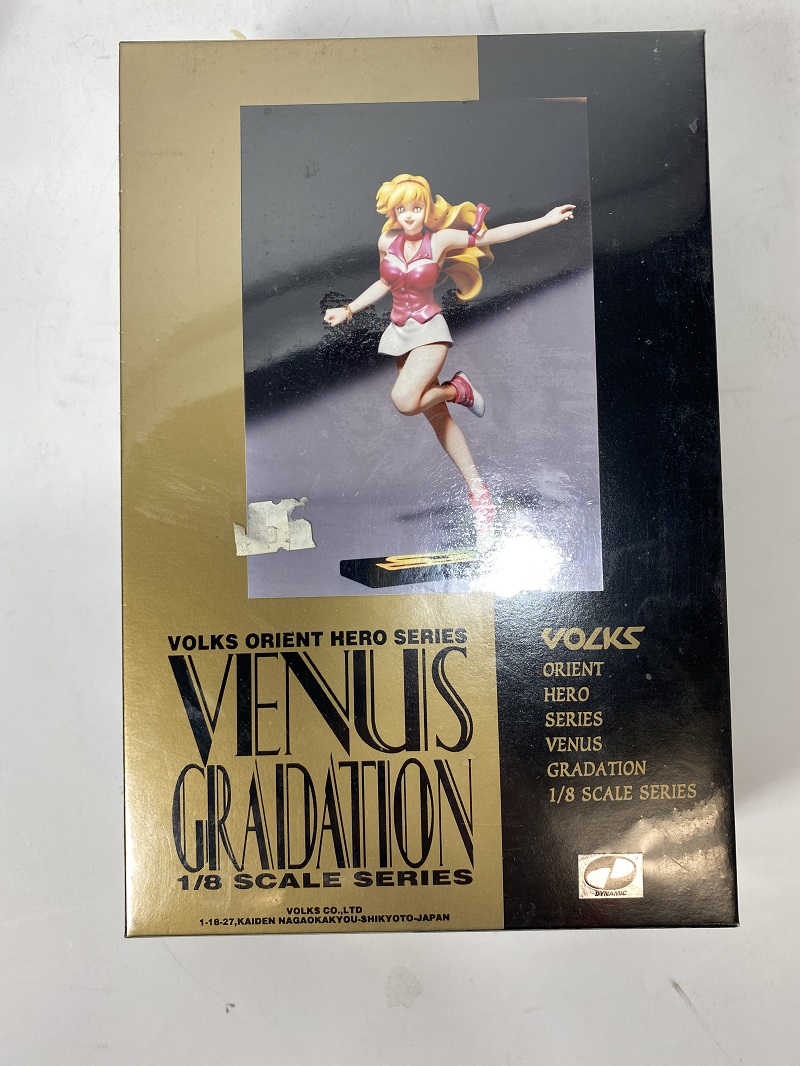 VOLKS ORIENT HERO SERIES
VENUS
GRADATION
1/8 SCALE SERIES
VOLKS CO.,LTD
1-18-27,KAIDEN NAGAOKAKYOU-SHIKYOTO-JAPAN
VOLKS
ORIENT
HERO
SERIES
VENUS
GRADATION
1/8 SCALE SERIES
DYNAMIC